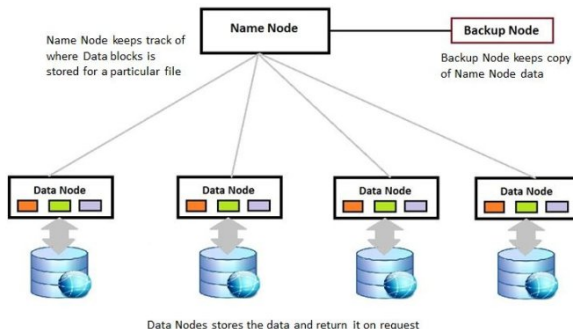 Name Node
Backup Node
Name Node keeps track of
where Data blocks is
stored for a particular file
Backup Node keeps copy
of Name Node data
Data Node
Data Node
Data Node
Data Node
Data Nodes stores the data and return it on request